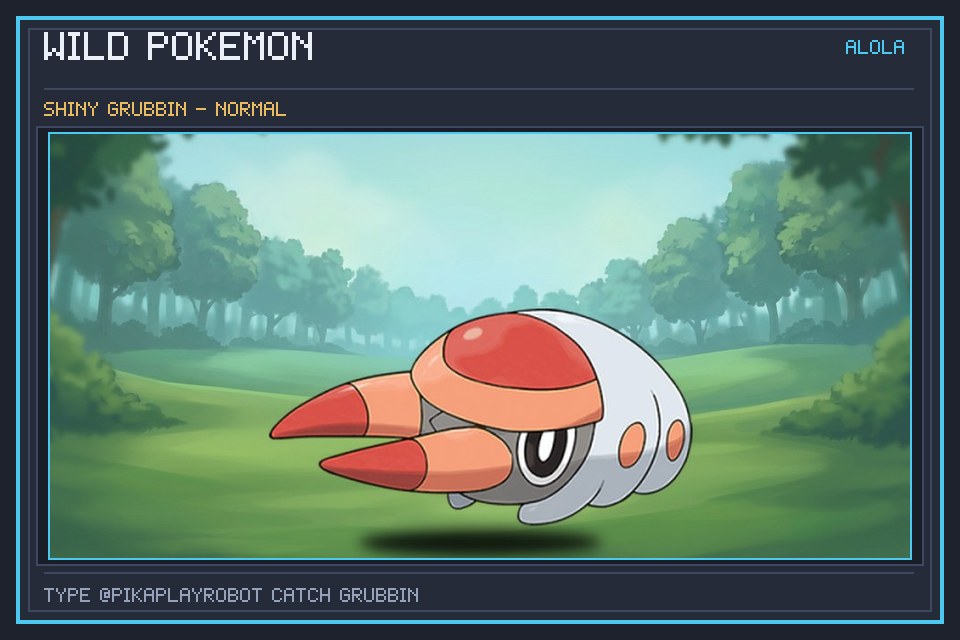 WILD POKEMON
ALOLA
SHINY GRUBBIN - NORMAL
TYPE @PIKAPLAYROBOT CATCH GRUBBIN